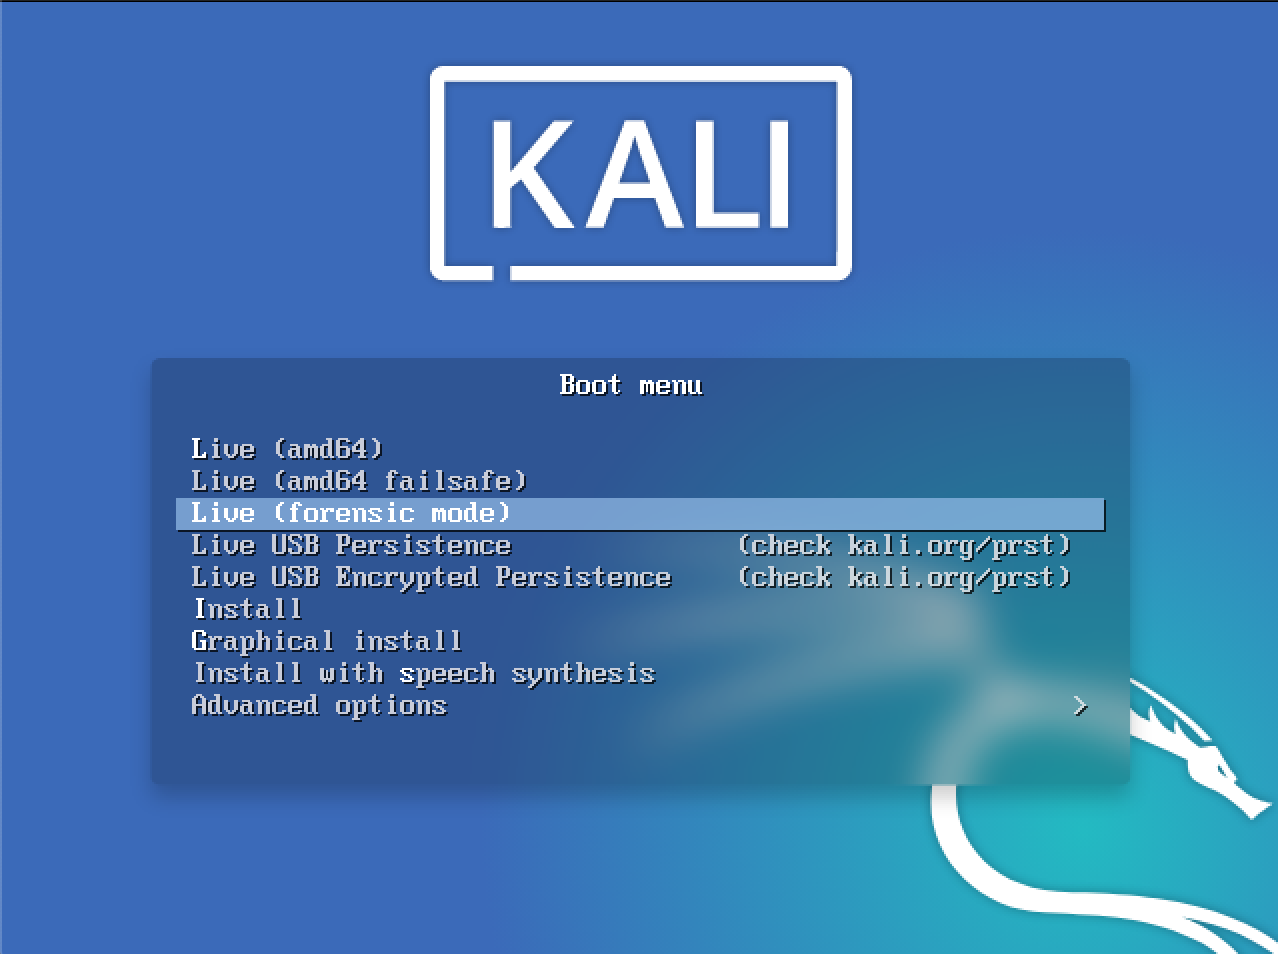 KALI
Boot menu
Live (amd64)
Live (amd64 failsafe)
Live (forensic mode)
Live USB Persistence (check kali.org/prst)
Live USB Encrypted Persistence (check kali.org/prst)
Install
Graphical install
Install with speech synthesis
Advanced options >